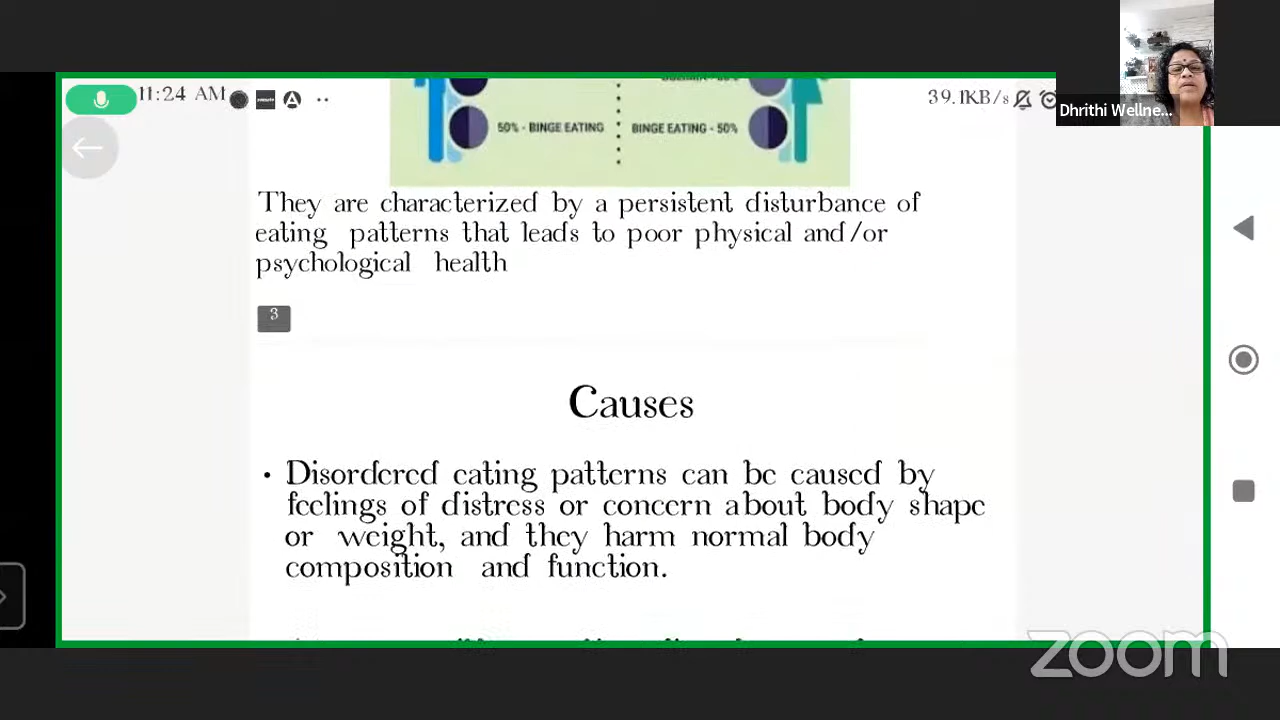 11:24 AM
39.1KB/s
Dhrithi Wellne...
50% - BINGE EATING
BINGE EATING - 50%
They are characterized by a persistent disturbance of
eating patterns that leads to poor physical and/or
psychological health
3
Causes
• Disordered eating patterns can be caused by
feelings of distress or concern about body shape
or weight, and they harm normal body
composition and function.
zoom